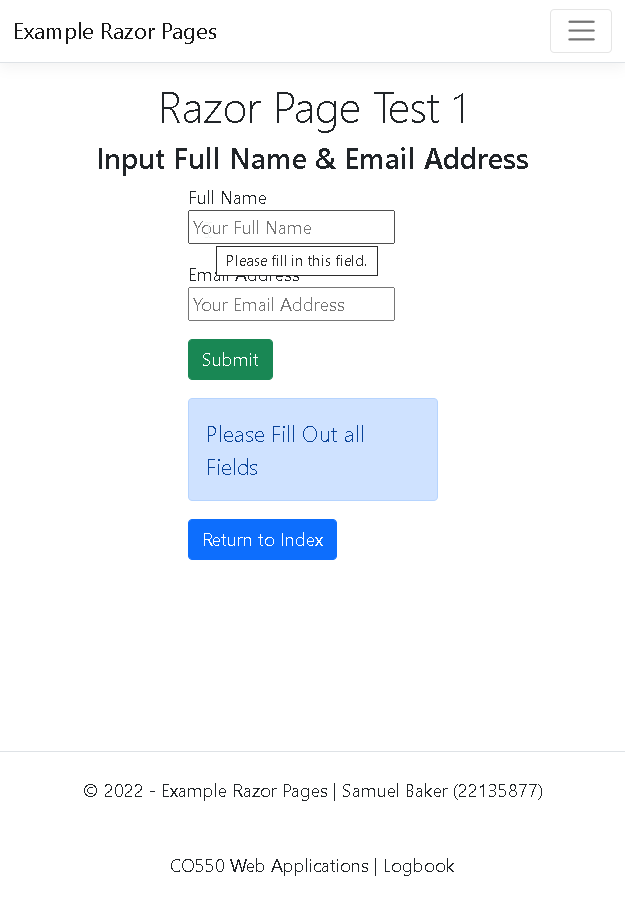 Example Razor Pages
Razor Page Test 1
Input Full Name & Email Address
Full Name
Your Full Name
Please fill in this field.
Email Address
Your Email Address
Submit
Please Fill Out all
Fields
Return to Index
© 2022 - Example Razor Pages | Samuel Baker (22135877)
CO550 Web Applications | Logbook